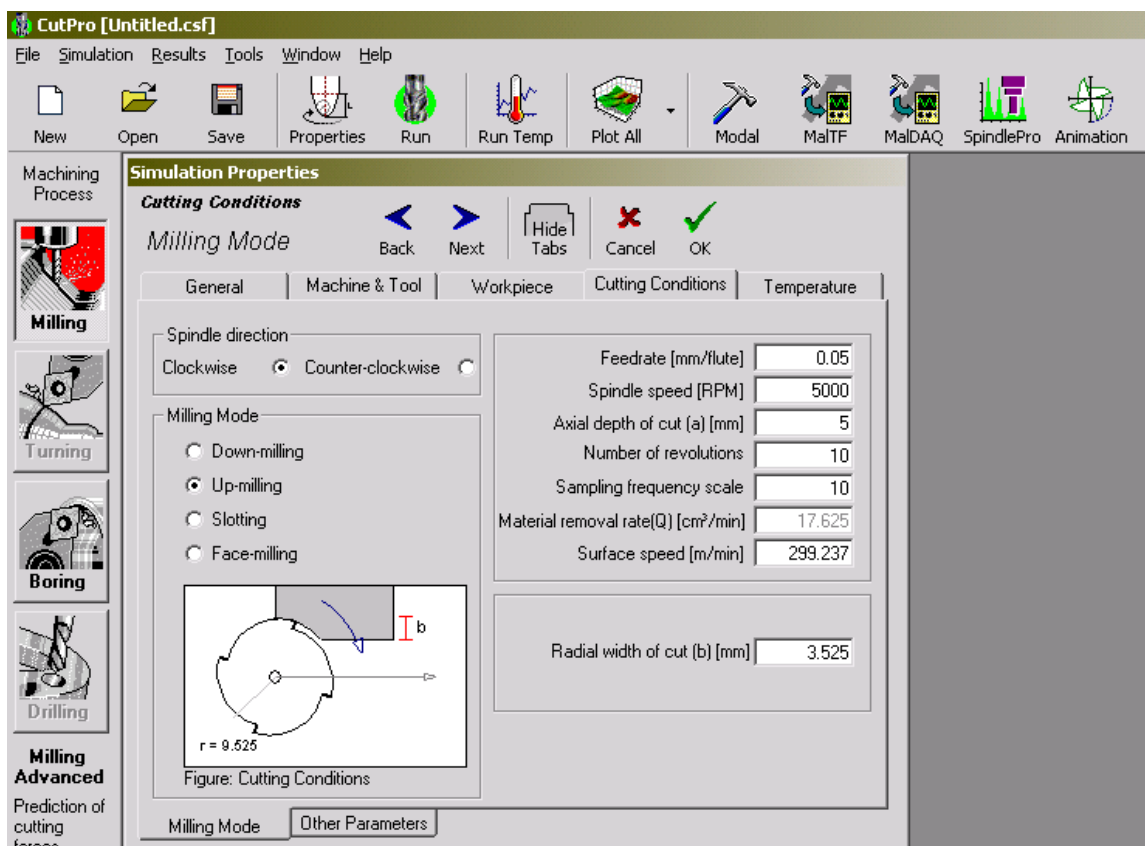 CutPro [Untitled.csf]
File Simulation Results Tools Window Help
New Open Save Properties Run Run Temp Plot All Modal MalTF MalDAQ SpindlePro Animation
Machining
Process
Milling
Turning
Boring
Drilling
Milling
Advanced
Prediction of
cutting
forces
Simulation Properties
Cutting Conditions
Milling Mode
Back Next Hide
Tabs Cancel OK
General Machine & Tool Workpiece Cutting Conditions Temperature
Spindle direction
Clockwise Counter-clockwise
Milling Mode
Down-milling
Up-milling
Slotting
Face-milling
b
r = 9.525
Figure: Cutting Conditions
Feedrate [mm/flute] 0.05
Spindle speed [RPM] 5000
Axial depth of cut (a) [mm] 5
Number of revolutions 10
Sampling frequency scale 10
Material removal rate(Q) [cm³/min] 17.625
Surface speed [m/min] 299.237
Radial width of cut (b) [mm] 3.525
Milling Mode Other Parameters